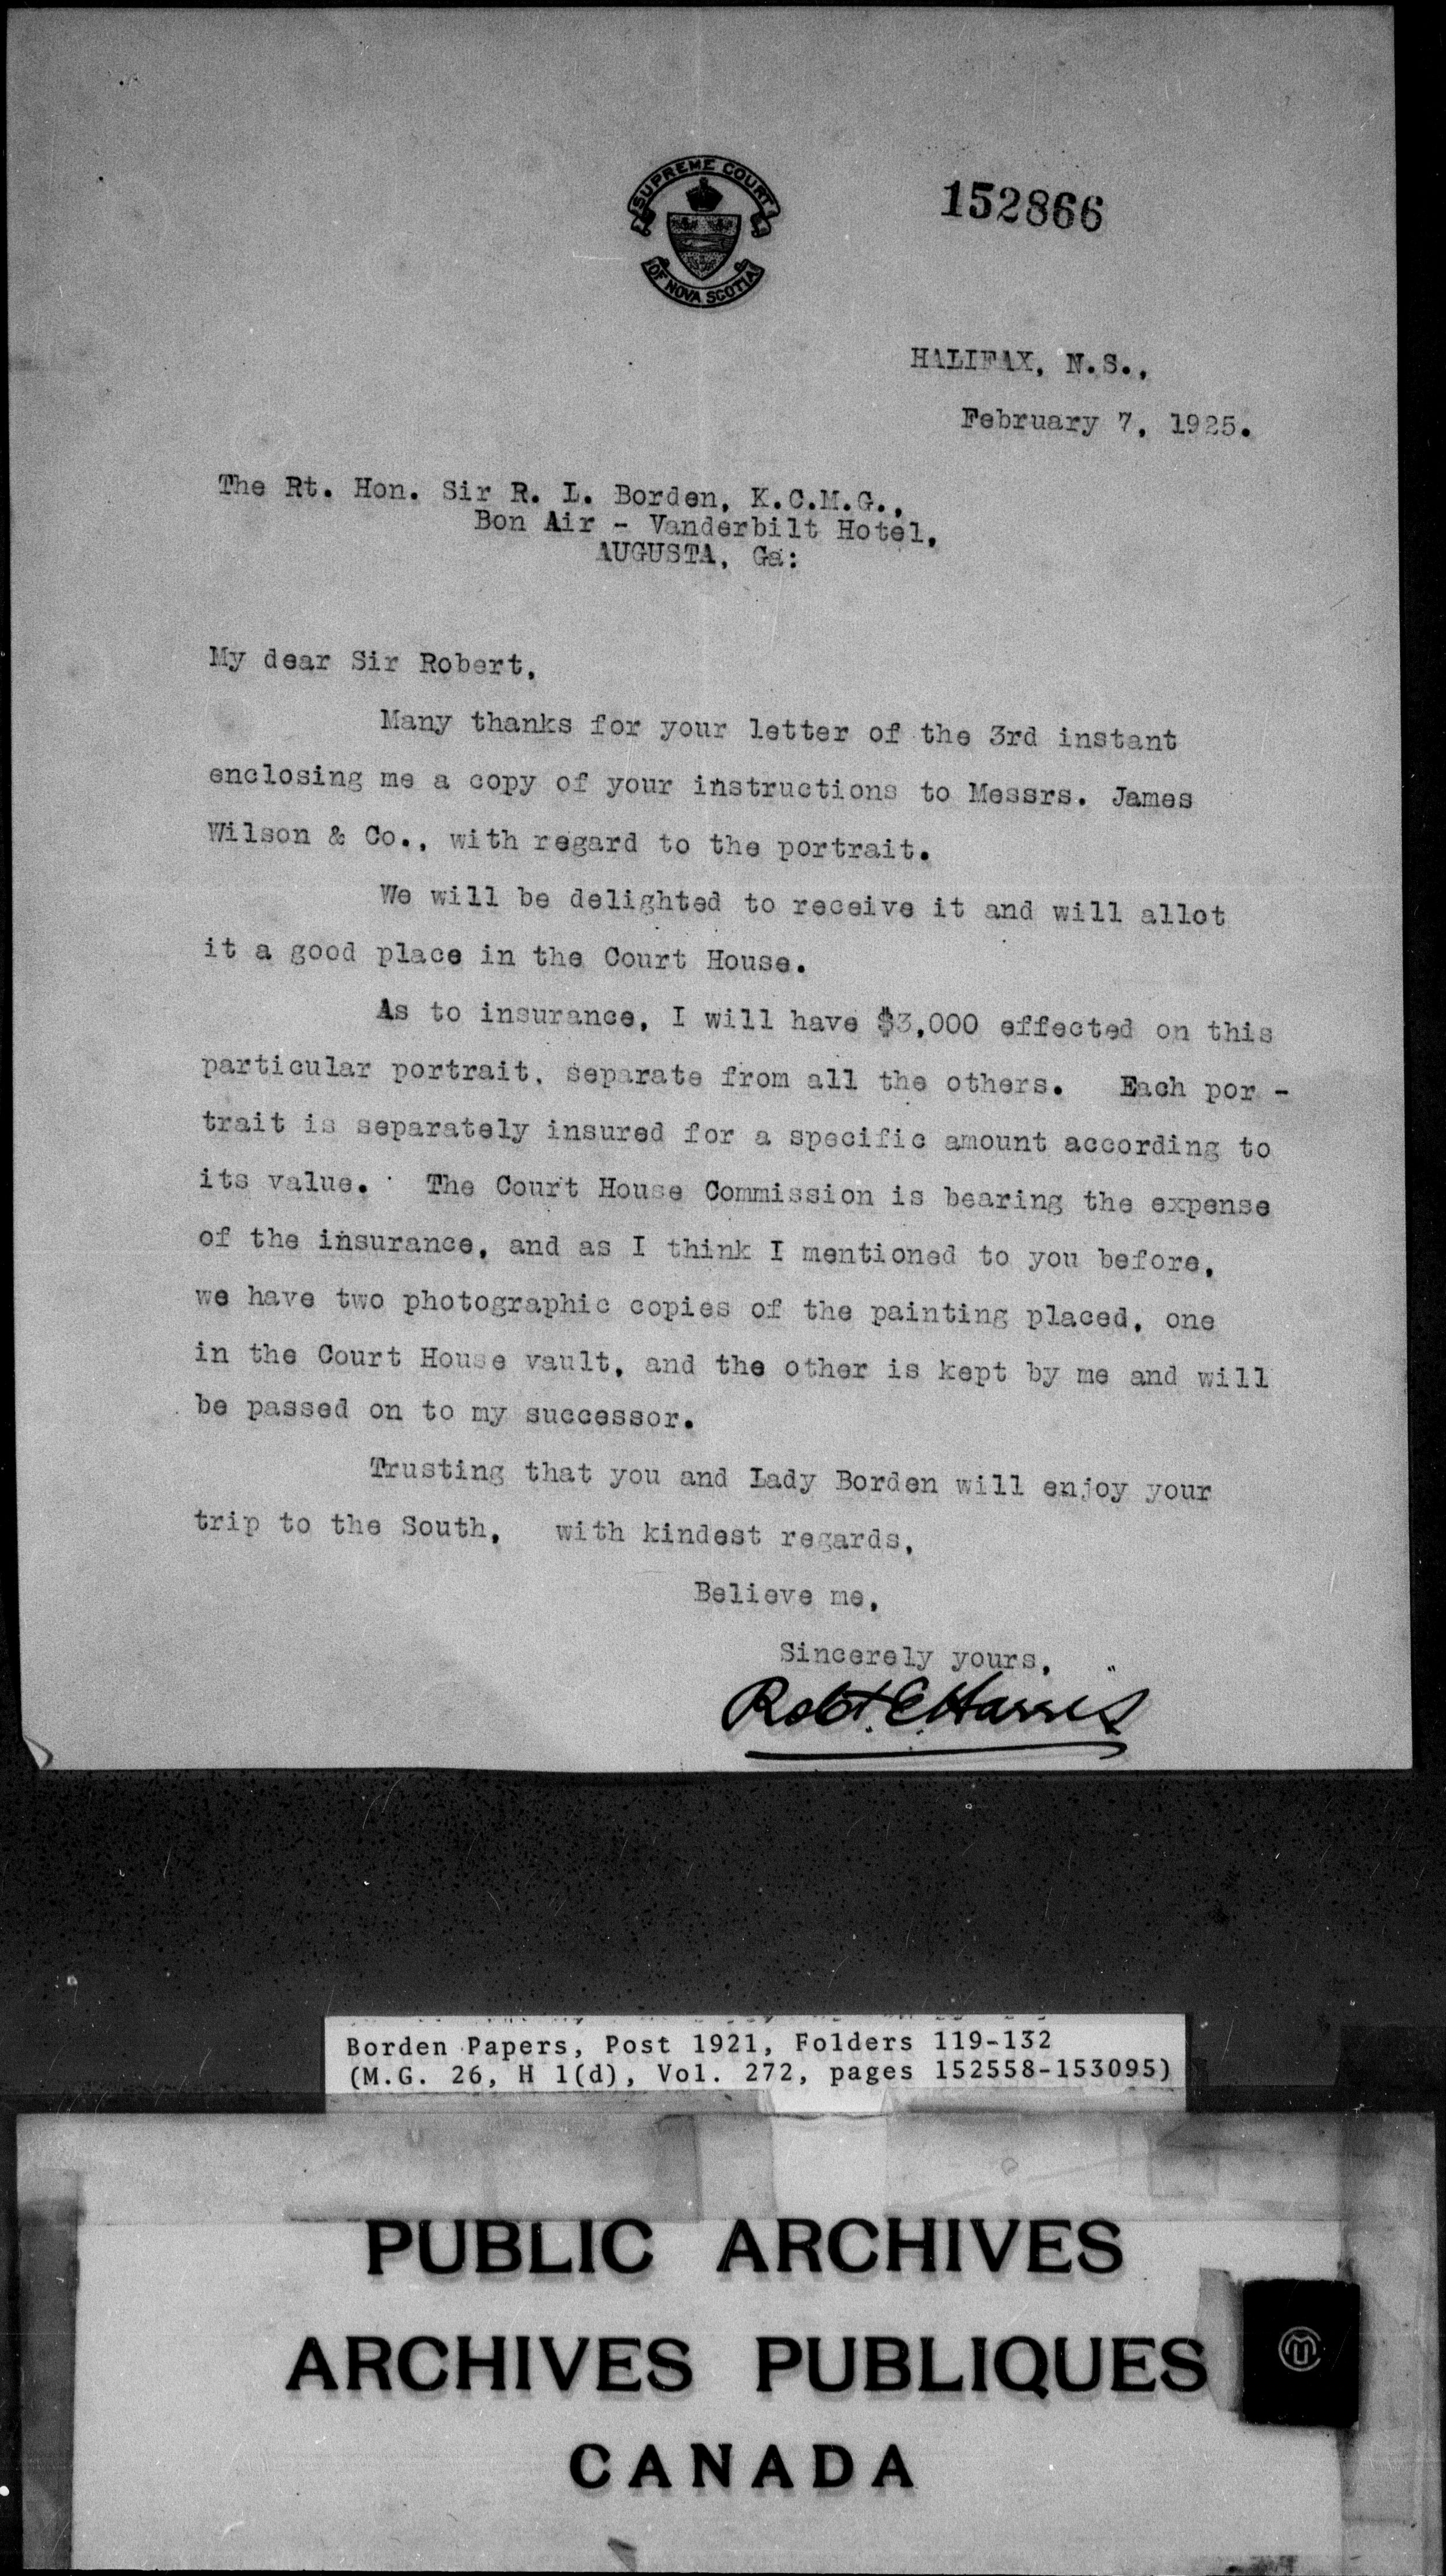 SUPREME COURT
OF NOVA SCOTIA
152866
HALIFAX, N.S.,
February 7, 1925.
The Rt. Hon. Sir R. L. Borden, K.C.M.G.,
Bon Air - Vanderbilt Hotel,
AUGUSTA, Ga:
My dear Sir Robert,
Many thanks for your letter of the 3rd instant
enclosing me a copy of your instructions to Messrs. James
Wilson & Co., with regard to the portrait.
We will be delighted to receive it and will allot
it a good place in the Court House.
As to insurance, I will have $3,000 effected on this
particular portrait, separate from all the others. Each por -
trait is separately insured for a specific amount according to
its value. The Court House Commission is bearing the expense
of the insurance, and as I think I mentioned to you before,
we have two photographic copies of the painting placed, one
in the Court House vault, and the other is kept by me and will
be passed on to my successor.
Trusting that you and Lady Borden will enjoy your
trip to the South, with kindest regards,
Believe me,
Sincerely yours,
Robt. E. Harris
Borden Papers, Post 1921, Folders 119-132
(M.G. 26, H 1(d), Vol. 272, pages 152558-153095)
PUBLIC ARCHIVES
ARCHIVES PUBLIQUES
CANADA